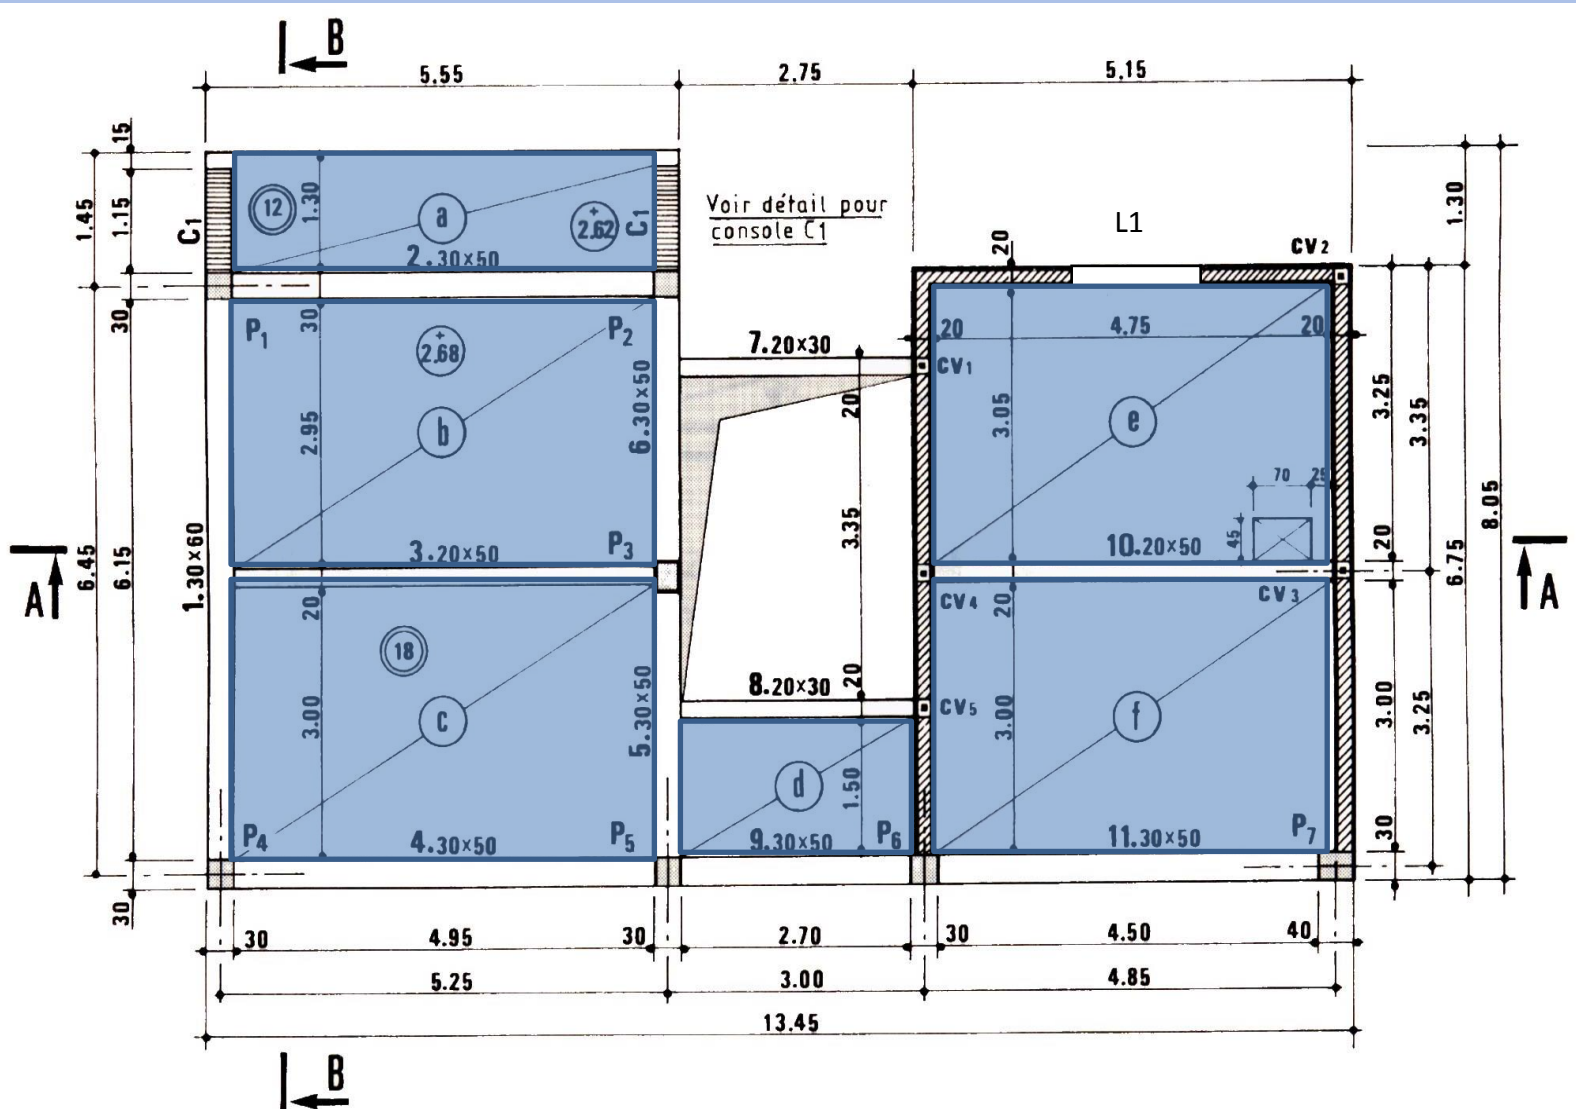 B
5.55
2.75
5.15
15
1.45
1.15
C1
12
1.30
a
+
2.62
C1
2.30×50
Voir détail pour
console C1
L1
CV2
20
1.30
30
P1
30
P2
+
2.68
7.20×30
20
4.75
20
CV1
20
6.30×50
b
2.95
3.05
e
3.25
3.35
70
25
8.05
1.30×60
3.20×50
P3
3.35
10.20×50
45
20
6.75
A
6.45
6.15
A
20
CV4
20
CV3
18
8.20×30
20
CV5
3.00
c
5.30×50
3.00
f
3.00
3.25
d
1.50
P4
4.30×50
P5
9.30×50
P6
11.30×50
P7
30
30
30
4.95
30
2.70
30
4.50
40
5.25
3.00
4.85
13.45
B